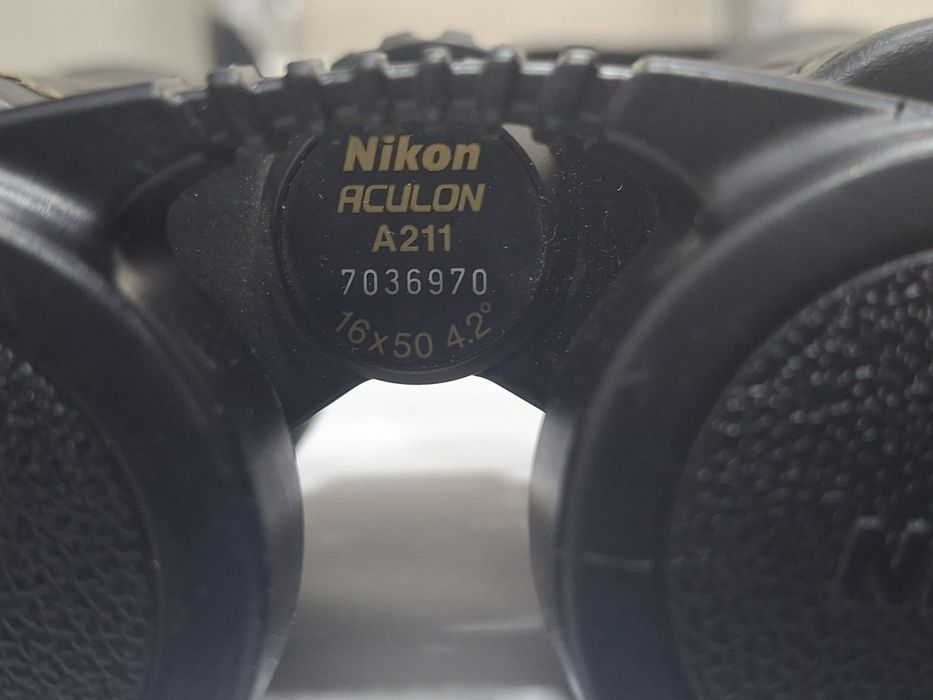 Nikon
ACULON
A211
7036970
16x50 4.2°